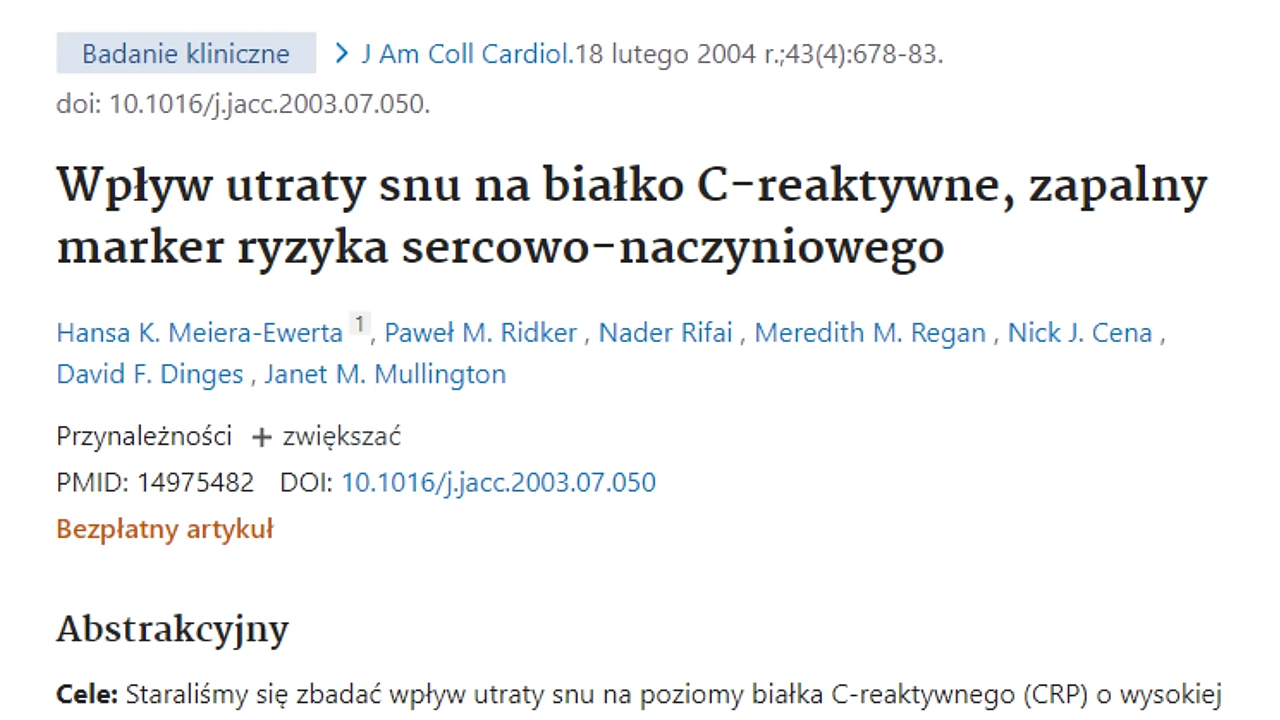 Badanie kliniczne > J Am Coll Cardiol.18 lutego 2004 r.;43(4):678-83.
doi: 10.1016/j.jacc.2003.07.050.
Wpływ utraty snu na białko C-reaktywne, zapalny
marker ryzyka sercowo-naczyniowego
Hansa K. Meiera-Ewerta 1 , Paweł M. Ridker , Nader Rifai , Meredith M. Regan , Nick J. Cena ,
David F. Dinges , Janet M. Mullington
Przynależności + zwiększać
PMID: 14975482 DOI: 10.1016/j.jacc.2003.07.050
Bezpłatny artykuł
Abstrakcyjny
Cele: Staraliśmy się zbadać wpływ utraty snu na poziomy białka C-reaktywnego (CRP) o wysokiej